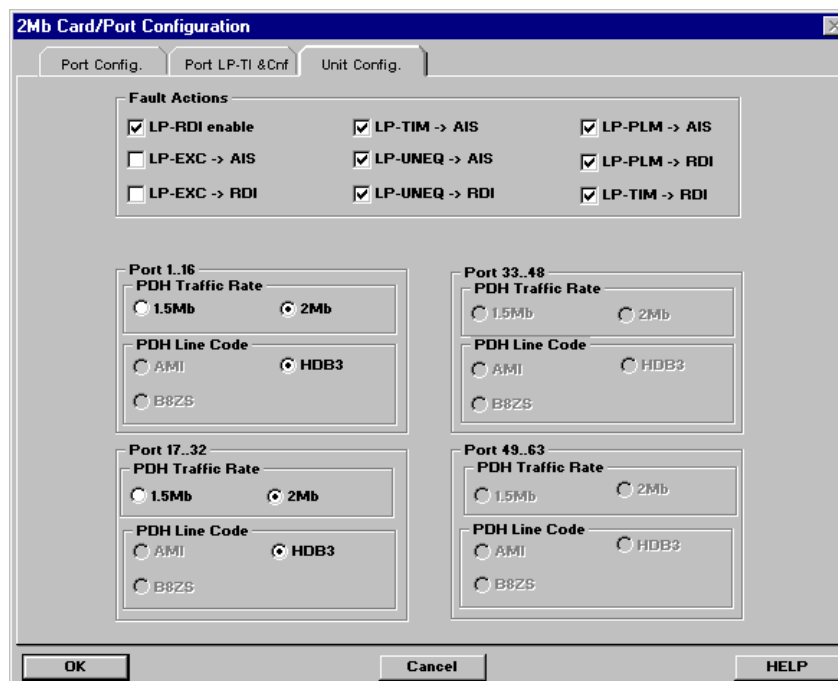 2Mb Card/Port Configuration
Port Config. Port LP-TI &Cnf Unit Config.
Fault Actions
LP-RDI enable LP-TIM -> AIS LP-PLM -> AIS
LP-EXC -> AIS LP-UNEQ -> AIS LP-PLM -> RDI
LP-EXC -> RDI LP-UNEQ -> RDI LP-TIM -> RDI
Port 1..16
PDH Traffic Rate
1.5Mb 2Mb
PDH Line Code
AMI HDB3
B8ZS
Port 33..48
PDH Traffic Rate
1.5Mb 2Mb
PDH Line Code
AMI HDB3
B8ZS
Port 17..32
PDH Traffic Rate
1.5Mb 2Mb
PDH Line Code
AMI HDB3
B8ZS
Port 49..63
PDH Traffic Rate
1.5Mb 2Mb
PDH Line Code
AMI HDB3
B8ZS
OK Cancel HELP